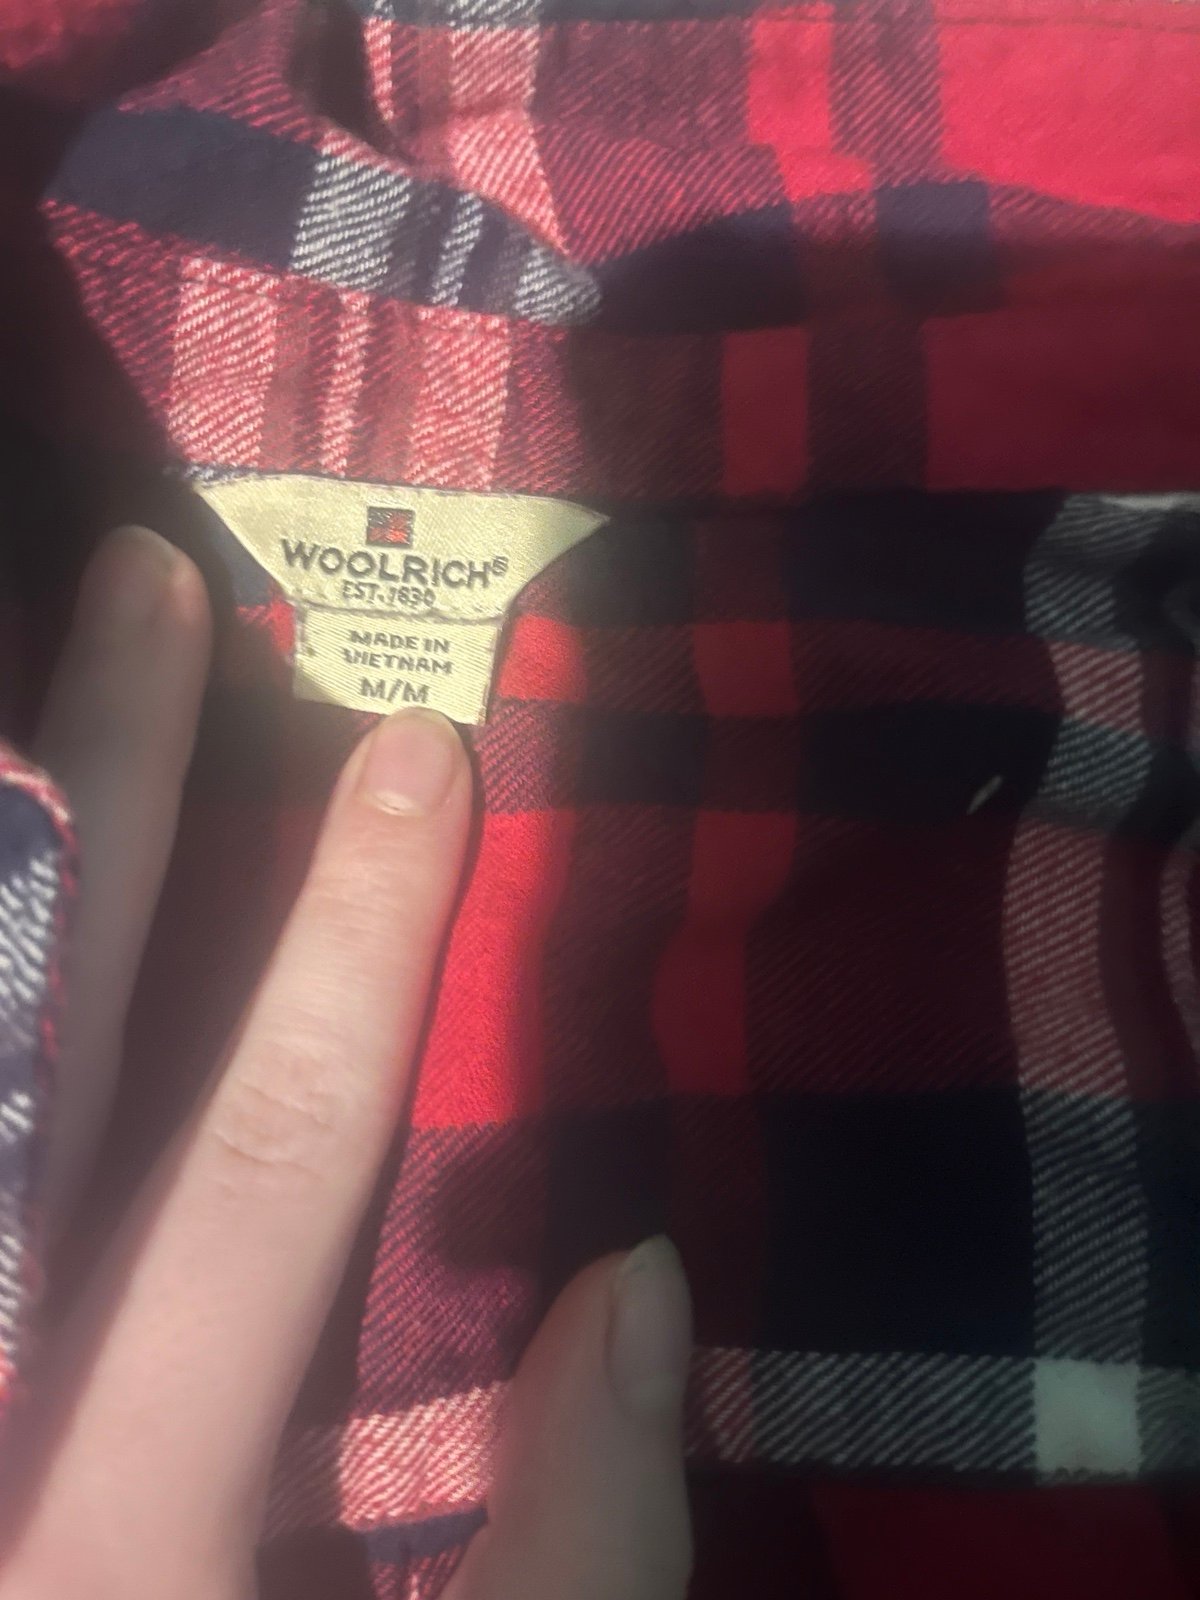 WOOLRICH®
EST. 1830
MADE IN
VIETNAM
M/M